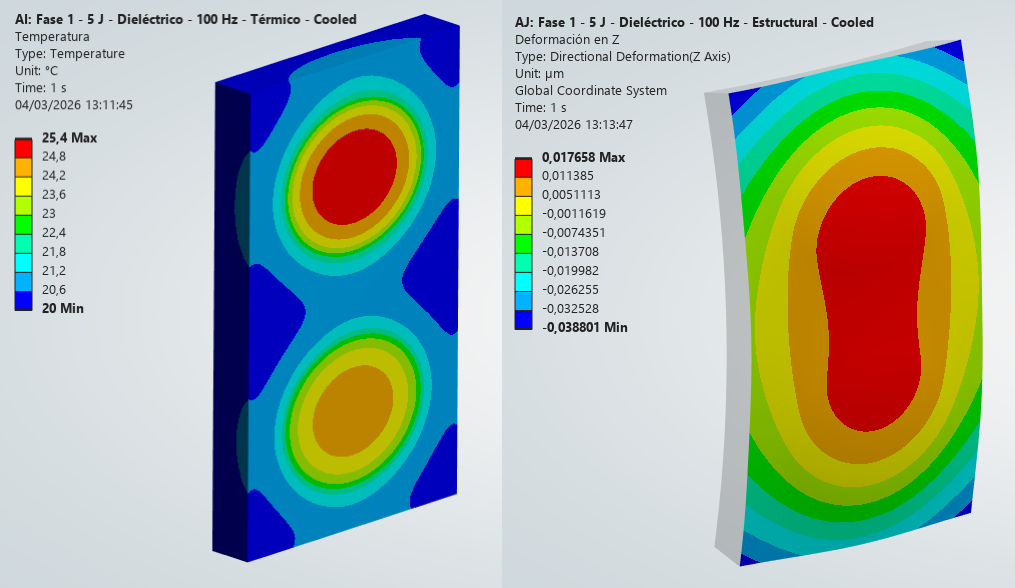 AI: Fase 1 - 5 J - Dieléctrico - 100 Hz - Térmico - Cooled
Temperatura
Type: Temperature
Unit: °C
Time: 1 s
04/03/2026 13:11:45
25,4 Max
24,8
24,2
23,6
23
22,4
21,8
21,2
20,6
20 Min
AJ: Fase 1 - 5 J - Dieléctrico - 100 Hz - Estructural - Cooled
Deformación en Z
Type: Directional Deformation(Z Axis)
Unit: µm
Global Coordinate System
Time: 1 s
04/03/2026 13:13:47
0,017658 Max
0,011385
0,0051113
-0,0011619
-0,0074351
-0,013708
-0,019982
-0,026255
-0,032528
-0,038801 Min